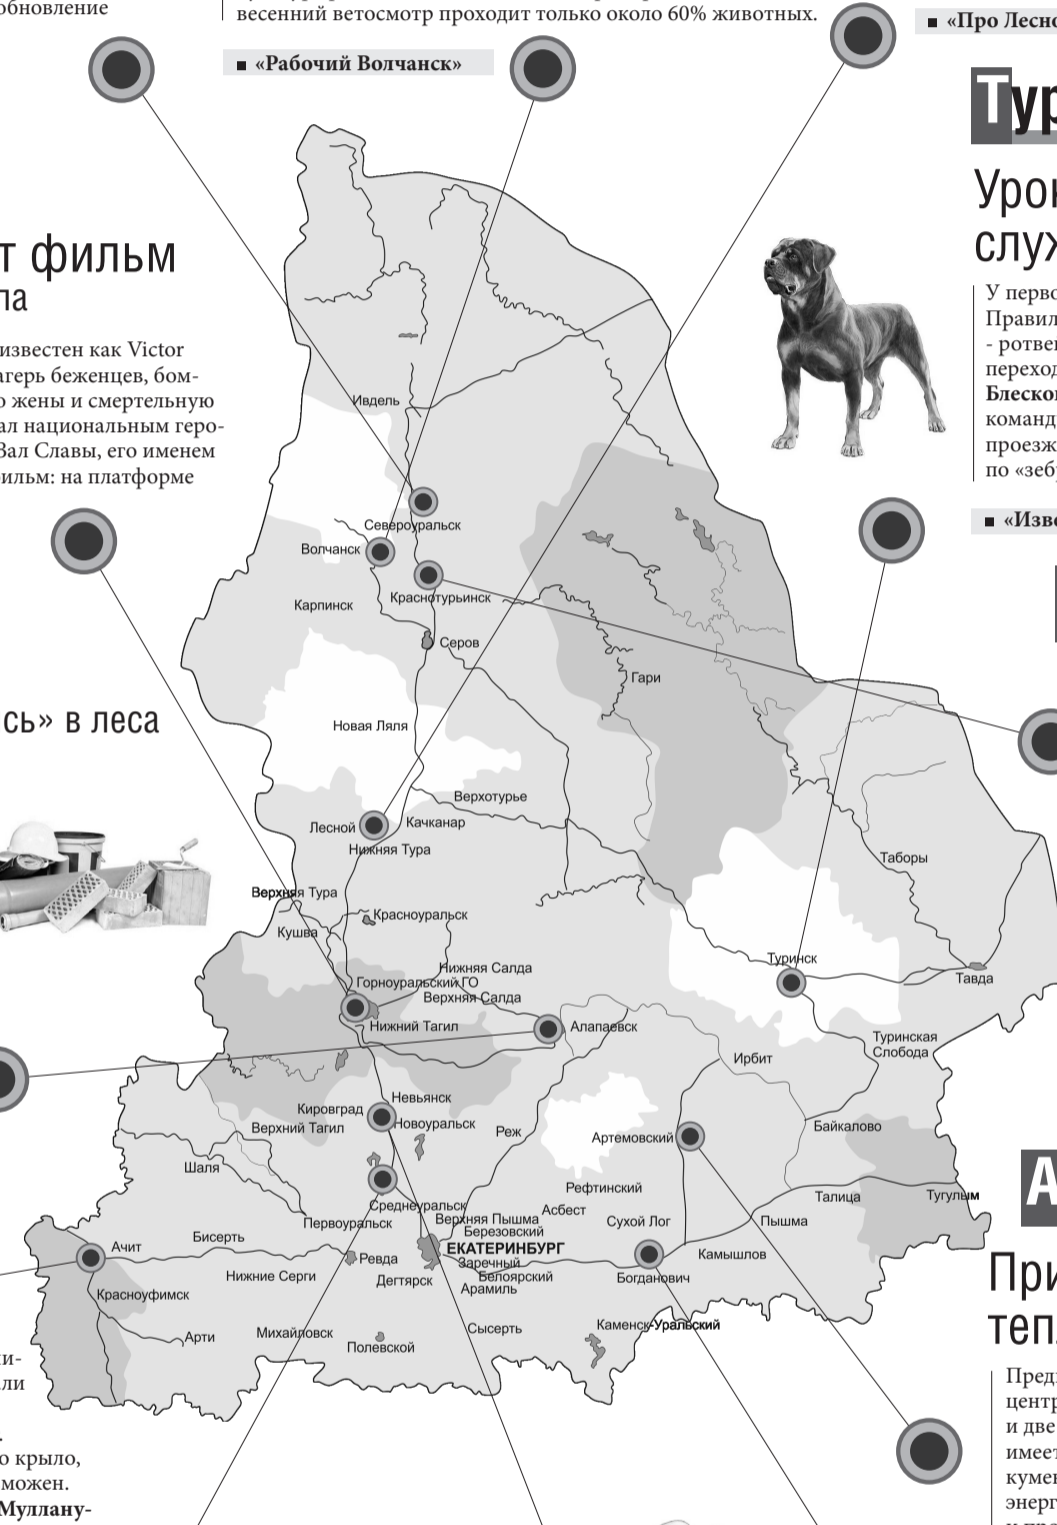 обновление
весенний ветосмотр проходит только около 60% животных.
■ «Рабочий Волчанск»
■ «Про Лесно
Тур
Урок
служ
У перво
Правил
- ротвей
переход
Блесков
команд
проезж
по «зеб
■ «Изве
т фильм
ла
известен как Victor
агерь беженцев, бом-
о жены и смертельную
ал национальным геро-
Зал Славы, его именем
ильм: на платформе
сь» в леса
Ивдель
Североуральск
Волчанск
Краснотурьинск
Карпинск
Серов
Гари
Новая Ляля
Верхотурье
Лесной
Качканар
Нижняя Тура
Таборы
Верхняя Тура
Красноуральск
Кушва
Туринск
Нижняя Салда
Тавда
Горноуральский ГО
Верхняя Салда
Нижний Тагил
Алапаевск
Туринская
Слобода
Ирбит
Невьянск
Кировград
Новоуральск
Верхний Тагил
Реж
Артемовский
Байкалово
Шаля
Рефтинский
Талица
Тугулым
Среднеуральск
Асбест
Первоуральск
Верхняя Пышма
Сухой Лог
Пышма
Березовский
Бисерть
Ачит
ЕКАТЕРИНБУРГ
Ревда
Заречный
Камышлов
Нижние Серги
Дегтярск
Белоярский
Богданович
Арамиль
Красноуфимск
Арти
Михайловск
Полевской
Сысерть
Каменск-Уральский
А
При
теп
Пред
центр
и две
имеет
кумен
энерг
ли-
ли
.
о крыло,
можен.
Муллану-